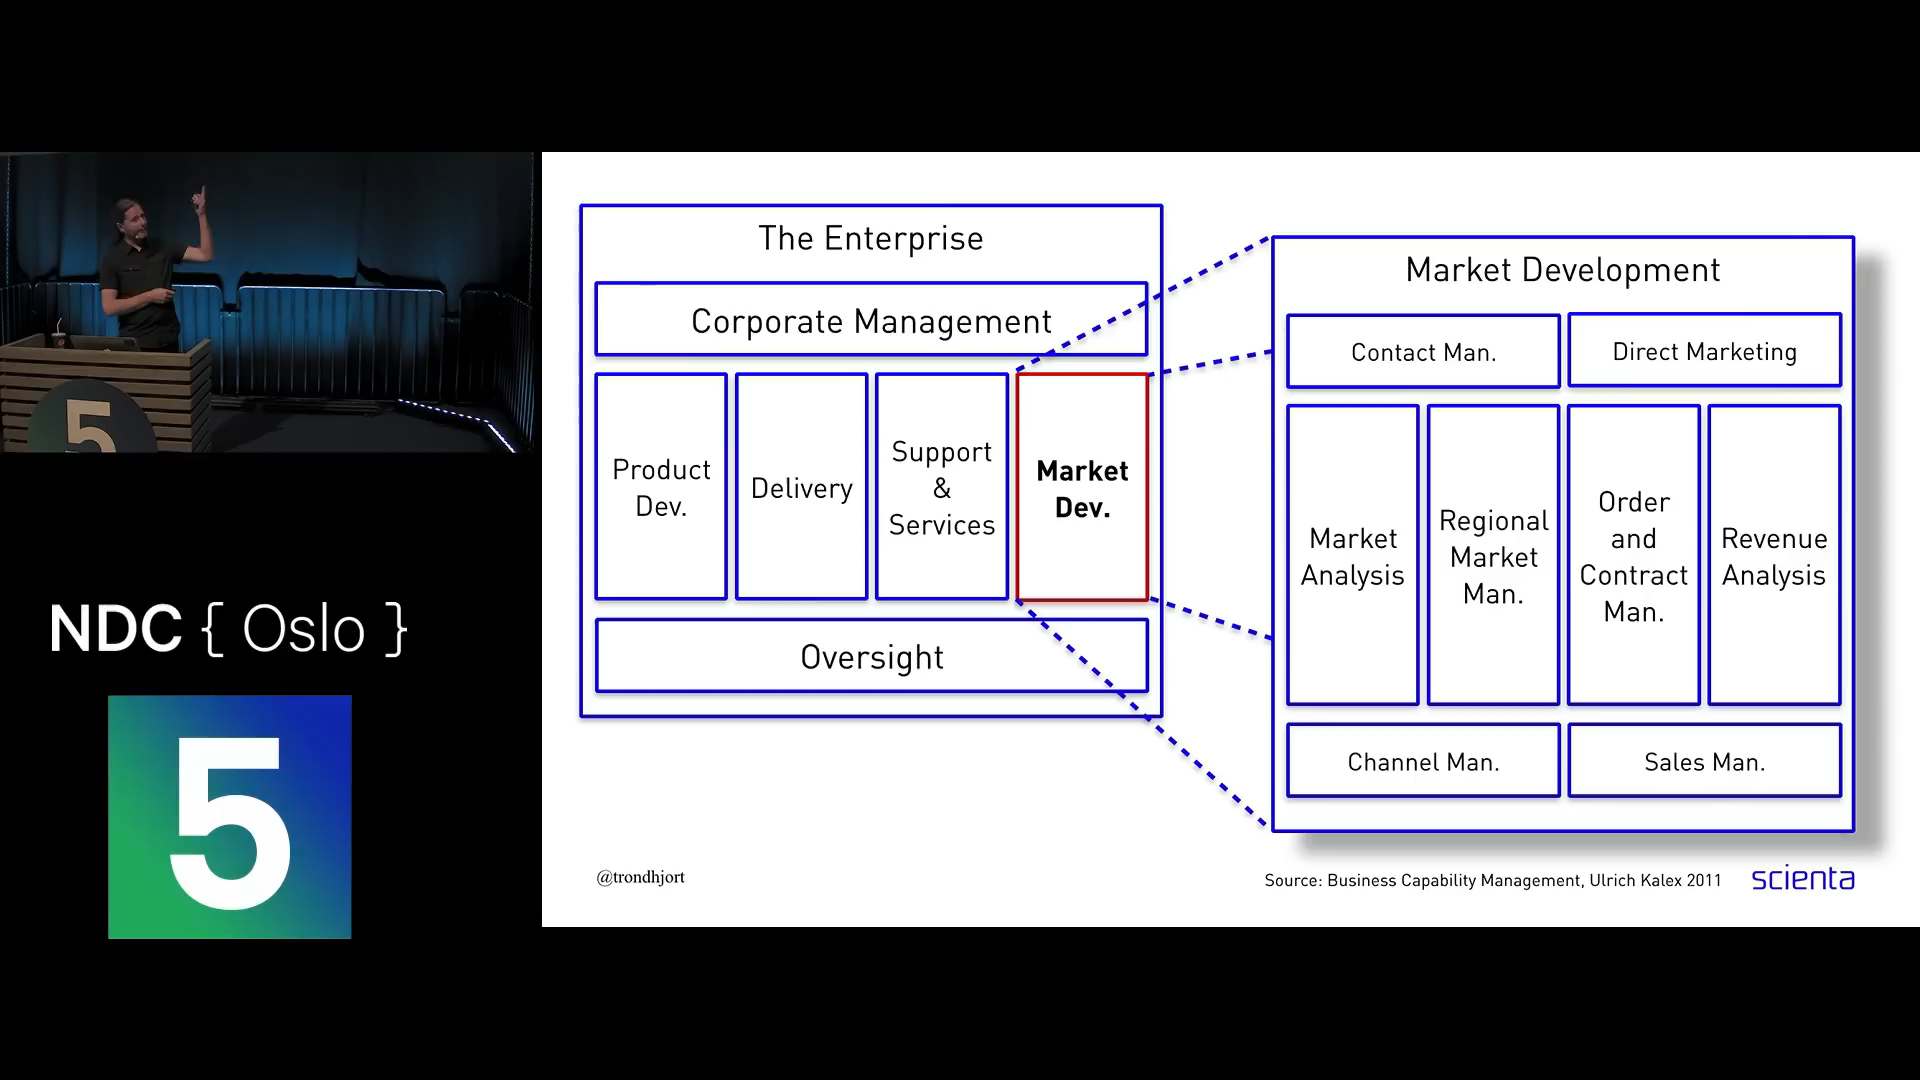 The Enterprise
Corporate Management
Product
Dev.
Delivery
Support
&
Services
Market
Dev.
Oversight
Market Development
Contact Man.
Direct Marketing
Market
Analysis
Regional
Market
Man.
Order
and
Contract
Man.
Revenue
Analysis
Channel Man.
Sales Man.
@trondhjort
Source: Business Capability Management, Ulrich Kalex 2011
scienta
5
NDC { Oslo }
5